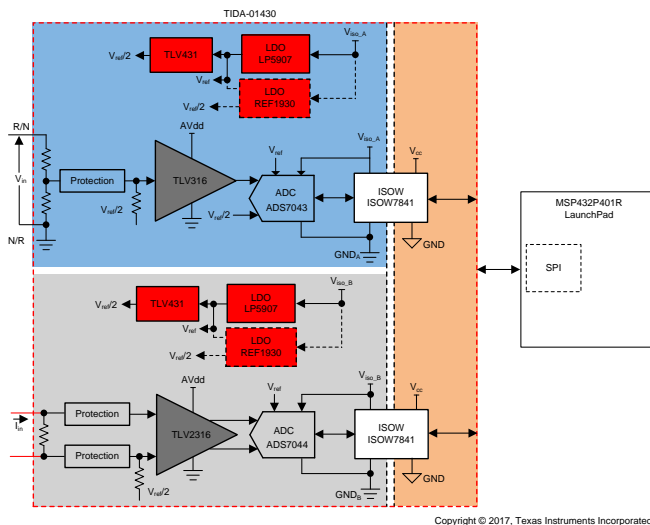 TIDA-01430
Viso_A
LDO
LP5907
TLV431
Vref/2
Vref
LDO
REF1930
Vref/2
R/N
AVdd
Vref
Viso_A
Vcc
Vin
Protection
TLV316
ADC
ADS7043
ISOW
ISOW7841
MSP432P401R
LaunchPad
Vref/2
Vref/2
N/R
GNDA
GND
SPI
Viso_B
LDO
LP5907
TLV431
Vref/2
Vref
LDO
REF1930
Vref/2
AVdd
Vref
Viso_B
Vcc
Protection
Iin
TLV2316
ADC
ADS7044
ISOW
ISOW7841
Protection
Vref/2
GNDB
GND
Copyright © 2017, Texas Instruments Incorporated